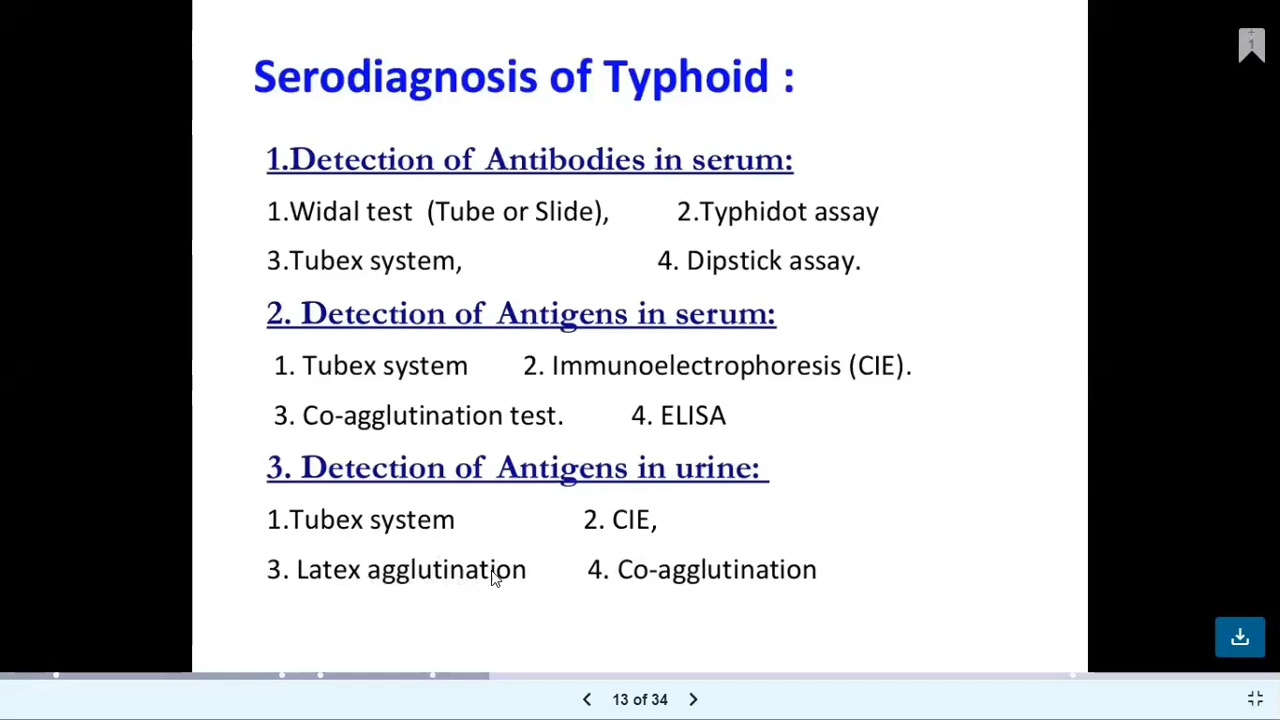 1
Serodiagnosis of Typhoid :
1.Detection of Antibodies in serum:
1.Widal test (Tube or Slide), 2.Typhidot assay
3.Tubex system, 4. Dipstick assay.
2. Detection of Antigens in serum:
1. Tubex system 2. Immunoelectrophoresis (CIE).
3. Co-agglutination test. 4. ELISA
3. Detection of Antigens in urine:
1.Tubex system 2. CIE,
3. Latex agglutination 4. Co-agglutination
13 of 34